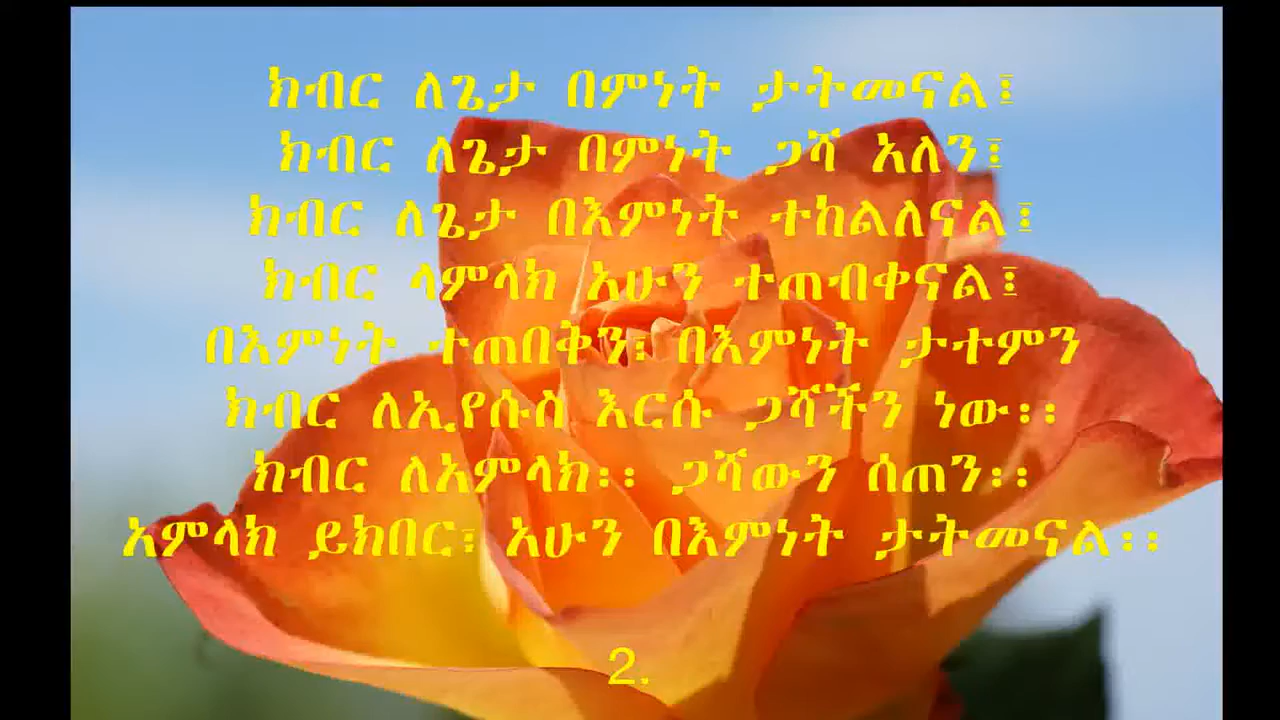 ክብር ለጌታ በምነት ታትመናል፤
ክብር ለጌታ በምነት ጋሻ አለን፤
ክብር ለጌታ በእምነት ተከልለናል፤
ክብር ላምላክ አሁን ተጠብቀናል፤
በእምነት ተጠበቅን፣ በእምነት ታተምን
ክብር ለኢየሱስ እርሱ ጋሻችን ነው፡፡
ክብር ለአምላክ፡፡ ጋሻውን ሰጠን፡፡
አምላክ ይክበር፣ አሁን በእምነት ታትመናል፡፡
2.